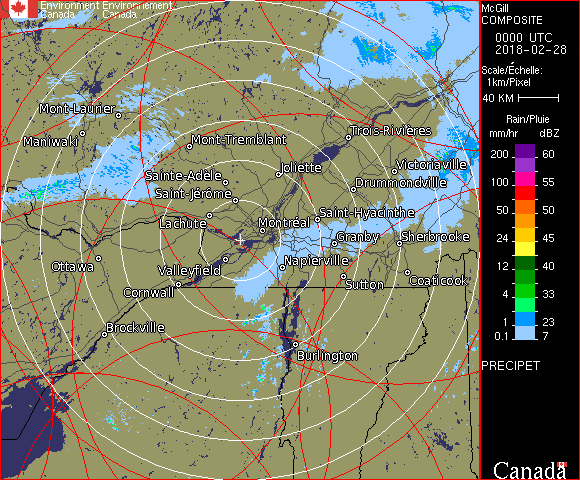 Environment Environnement
Canada Canada
Mont-Laurier
Maniwaki
Mont-Tremblant
Trois-Rivières
Joliette
Victoriaville
Sainte-Adèle
Drummondville
Saint-Jérôme
Lachute
Montréal
Saint-Hyacinthe
Granby
Sherbrooke
Ottawa
Valleyfield
Napierville
Cornwall
Sutton
Coaticook
Brockville
Burlington
McGill
COMPOSITE
0000 UTC
2018-02-28
Scale/Échelle:
1km/Pixel
40 KM
Rain/Pluie
mm/hr dBZ
200 60
150 57
100 55
50 50
24 45
12 40
4 33
1 23
0.1 7
PRECIPET
Canada